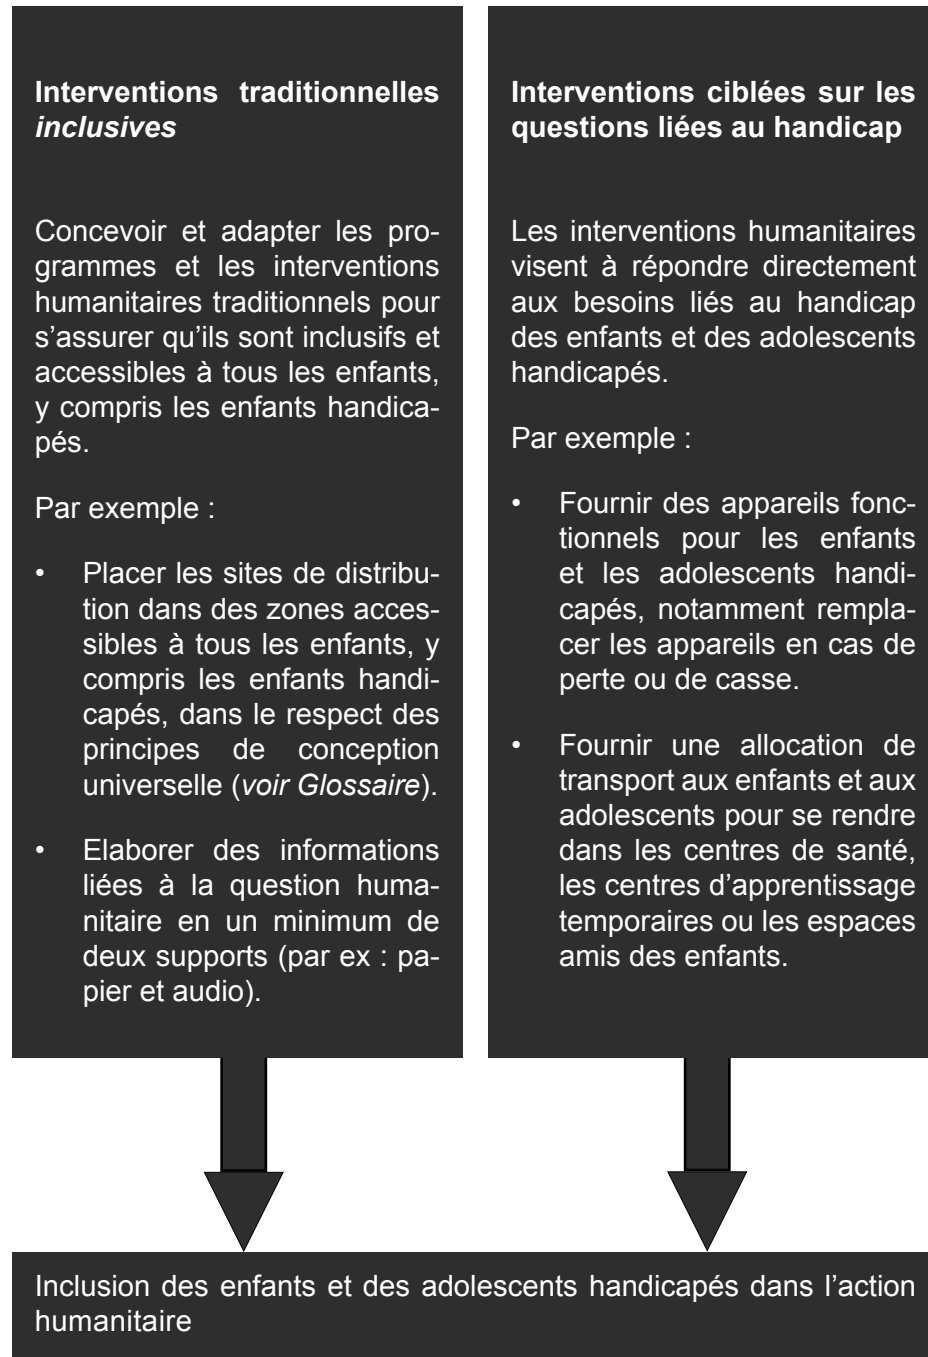 Interventions traditionnelles
inclusives
Concevoir et adapter les pro-
grammes et les interventions
humanitaires traditionnels pour
s'assurer qu'ils sont inclusifs et
accessibles à tous les enfants,
y compris les enfants handica-
pés.
Par exemple :
• Placer les sites de distribu-
tion dans des zones acces-
sibles à tous les enfants, y
compris les enfants handi-
capés, dans le respect des
principes de conception
universelle (voir Glossaire).
• Elaborer des informations
liées à la question huma-
nitaire en un minimum de
deux supports (par ex : pa-
pier et audio).
Interventions ciblées sur les
questions liées au handicap
Les interventions humanitaires
visent à répondre directement
aux besoins liés au handicap
des enfants et des adolescents
handicapés.
Par exemple :
• Fournir des appareils fonc-
tionnels pour les enfants
et les adolescents handi-
capés, notamment rempla-
cer les appareils en cas de
perte ou de casse.
• Fournir une allocation de
transport aux enfants et aux
adolescents pour se rendre
dans les centres de santé,
les centres d'apprentissage
temporaires ou les espaces
amis des enfants.
Inclusion des enfants et des adolescents handicapés dans l'action
humanitaire